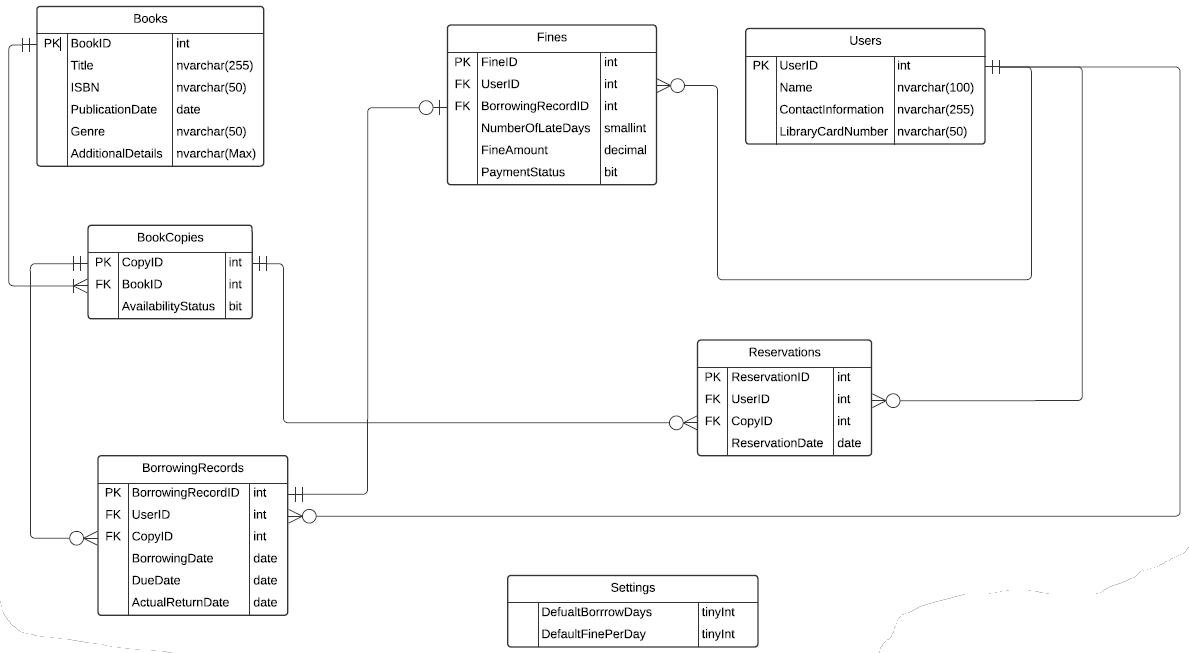 Books
PK BookID int
Title nvarchar(255)
ISBN nvarchar(50)
PublicationDate date
Genre nvarchar(50)
AdditionalDetails nvarchar(Max)
Fines
PK FineID int
FK UserID int
FK BorrowingRecordID int
NumberOfLateDays smallint
FineAmount decimal
PaymentStatus bit
Users
PK UserID int
Name nvarchar(100)
ContactInformation nvarchar(255)
LibraryCardNumber nvarchar(50)
BookCopies
PK CopyID int
FK BookID int
AvailabilityStatus bit
Reservations
PK ReservationID int
FK UserID int
FK CopyID int
ReservationDate date
BorrowingRecords
PK BorrowingRecordID int
FK UserID int
FK CopyID int
BorrowingDate date
DueDate date
ActualReturnDate date
Settings
DefualtBorrrowDays tinyInt
DefaultFinePerDay tinyInt